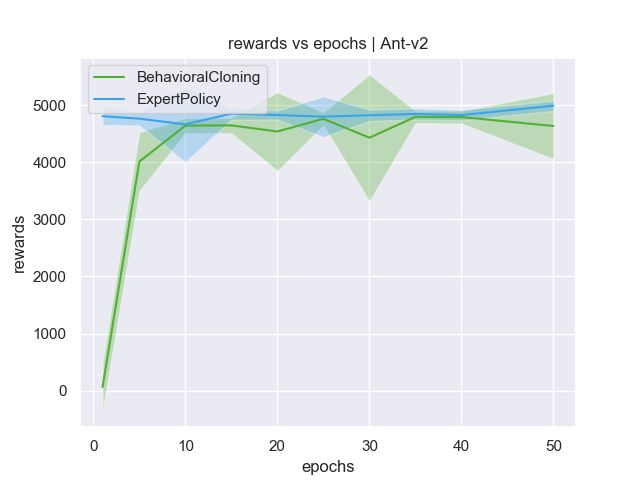 rewards vs epochs | Ant-v2
BehavioralCloning
ExpertPolicy
5000
4000
3000
2000
1000
0
rewards
0 10 20 30 40 50
epochs